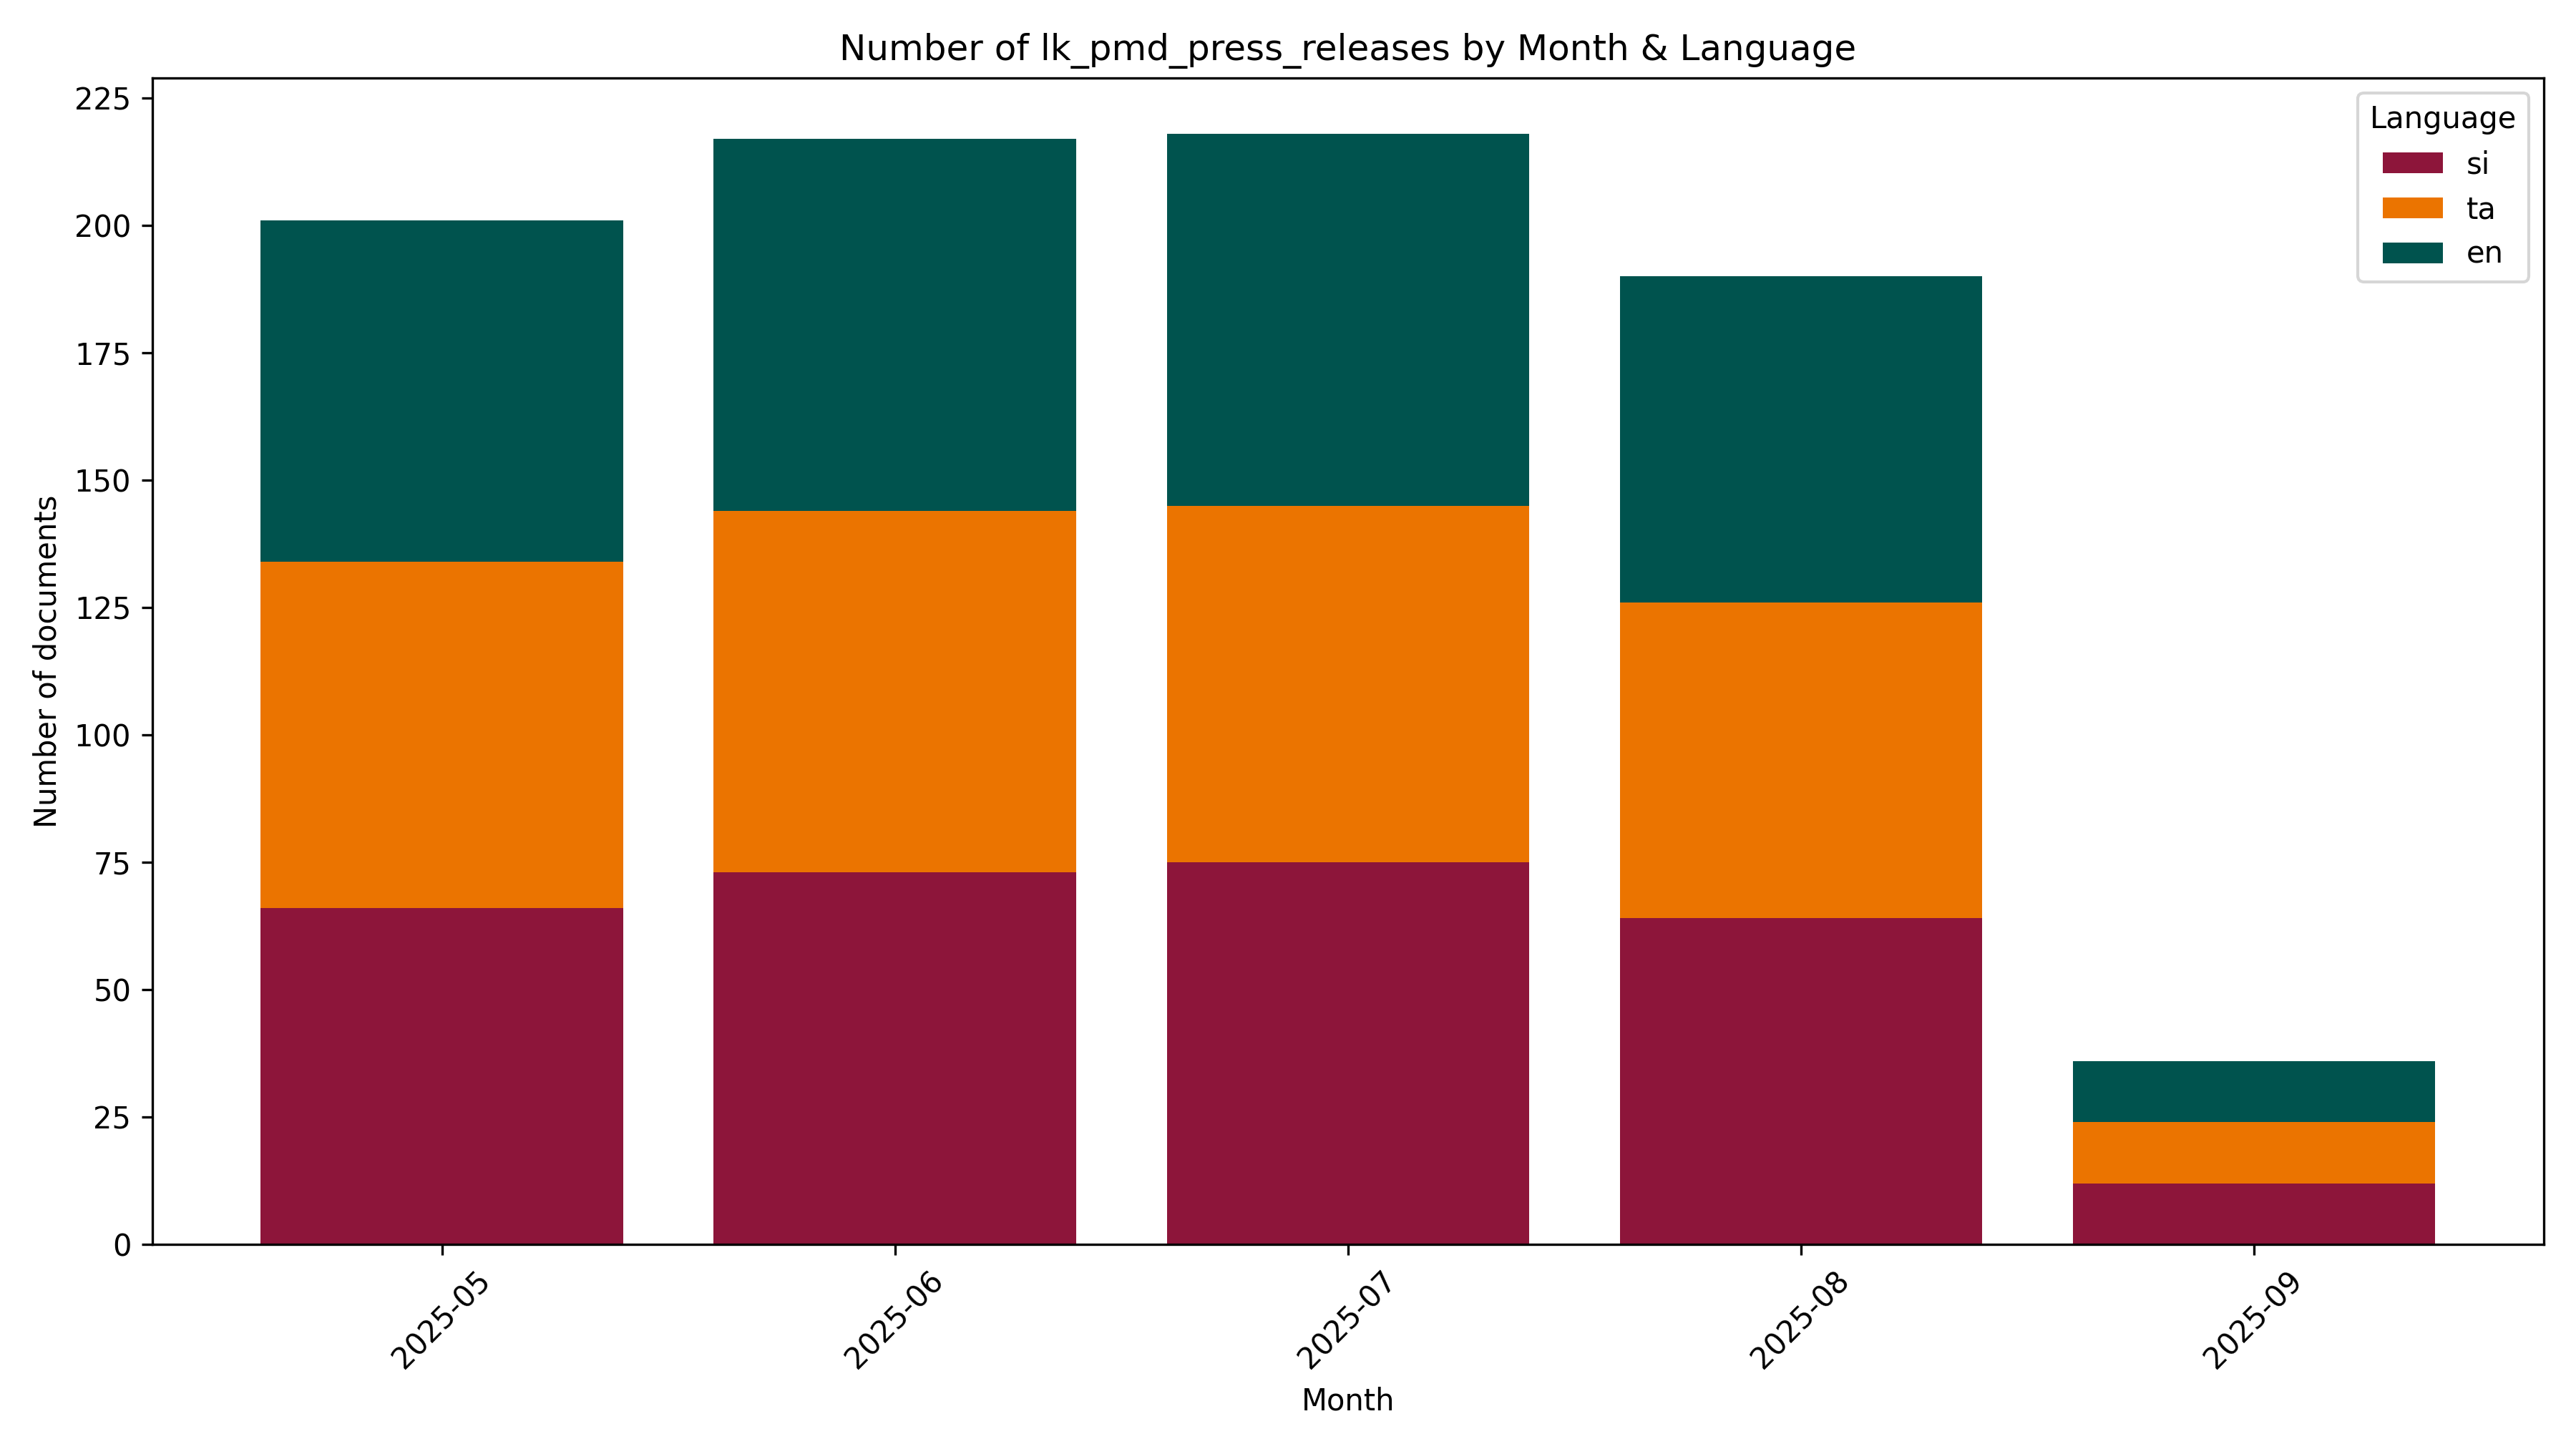 Number of lk_pmd_press_releases by Month & Language
Language
si
ta
en
Number of documents
225
200
175
150
125
100
75
50
25
0
2025-05
2025-06
2025-07
2025-08
2025-09
Month